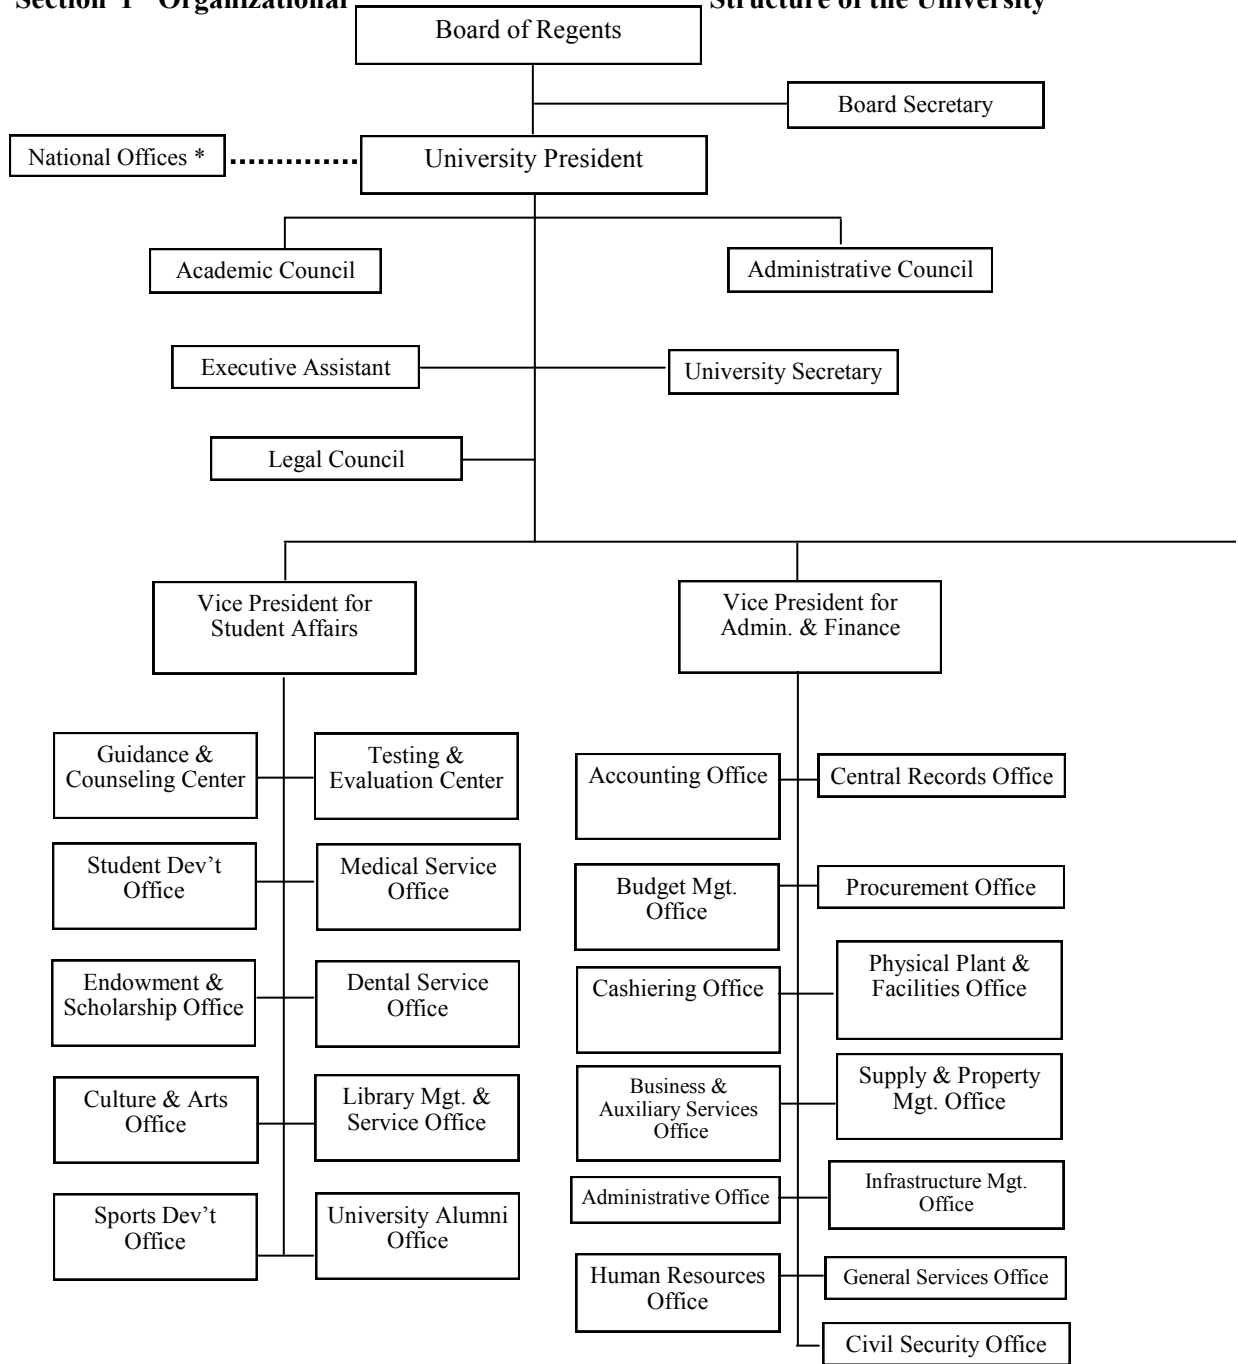 Section 1 Organizational Structure of the University
Board of Regents
Board Secretary
National Offices *
University President
Academic Council
Administrative Council
Executive Assistant
University Secretary
Legal Council
Vice President for
Student Affairs
Vice President for
Admin. & Finance
Guidance &
Counseling Center
Testing &
Evaluation Center
Accounting Office
Central Records Office
Student Dev't
Office
Medical Service
Office
Budget Mgt.
Office
Procurement Office
Endowment &
Scholarship Office
Dental Service
Office
Cashiering Office
Physical Plant &
Facilities Office
Culture & Arts
Office
Library Mgt. &
Service Office
Business &
Auxiliary Services
Office
Supply & Property
Mgt. Office
Administrative Office
Infrastructure Mgt.
Office
Sports Dev't
Office
University Alumni
Office
Human Resources
Office
General Services Office
Civil Security Office